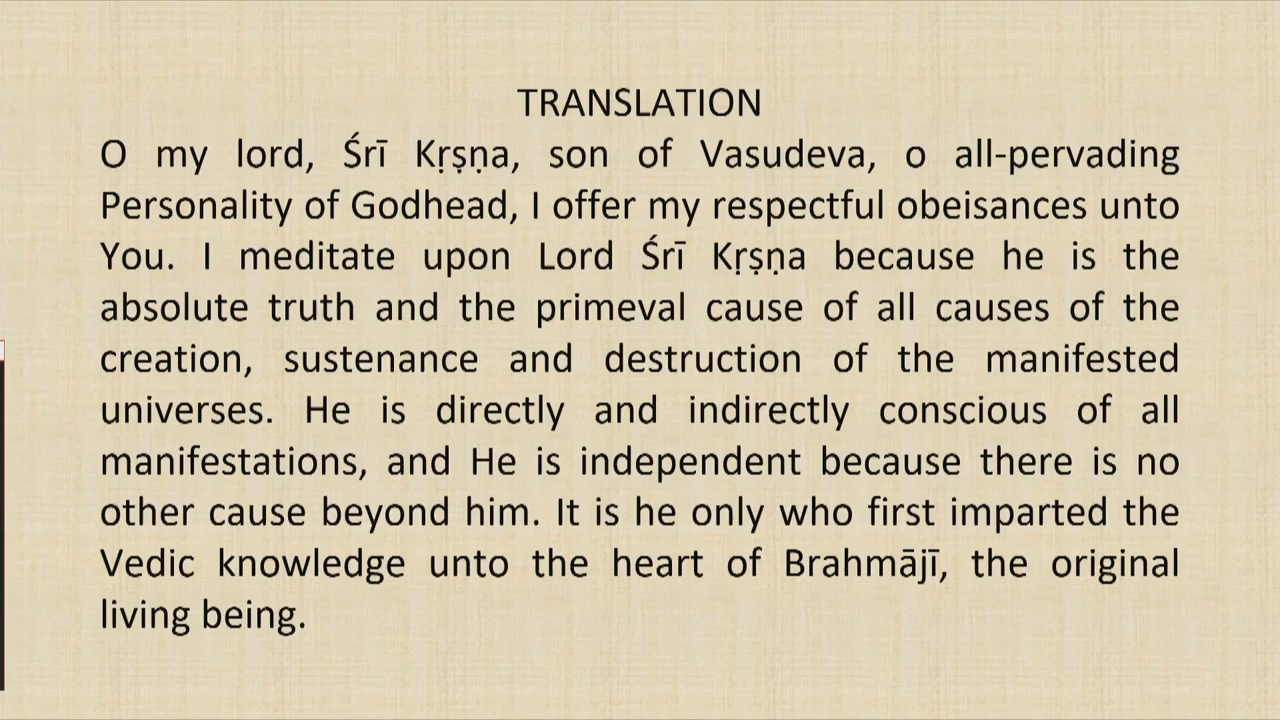 TRANSLATION
O my lord, Śrī Kṛṣṇa, son of Vasudeva, o all-pervading
Personality of Godhead, I offer my respectful obeisances unto
You. I meditate upon Lord Śrī Kṛṣṇa because he is the
absolute truth and the primeval cause of all causes of the
creation, sustenance and destruction of the manifested
universes. He is directly and indirectly conscious of all
manifestations, and He is independent because there is no
other cause beyond him. It is he only who first imparted the
Vedic knowledge unto the heart of Brahmājī, the original
living being.